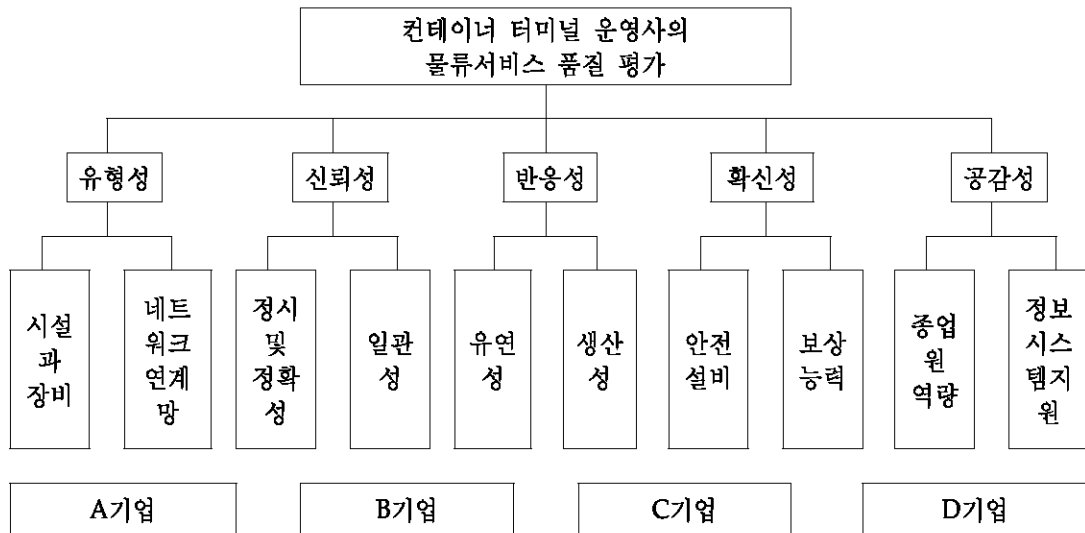 컨테이너 터미널 운영사의
물류서비스 품질 평가
유형성
신뢰성
반응성
확신성
공감성
시설
과
장비
네트
워크
연계
망
정시
및
정확
성
일관
성
유연
성
생산
성
안전
설비
보상
능력
종업
원
역량
정보
시스
템지
원
A기업
B기업
C기업
D기업